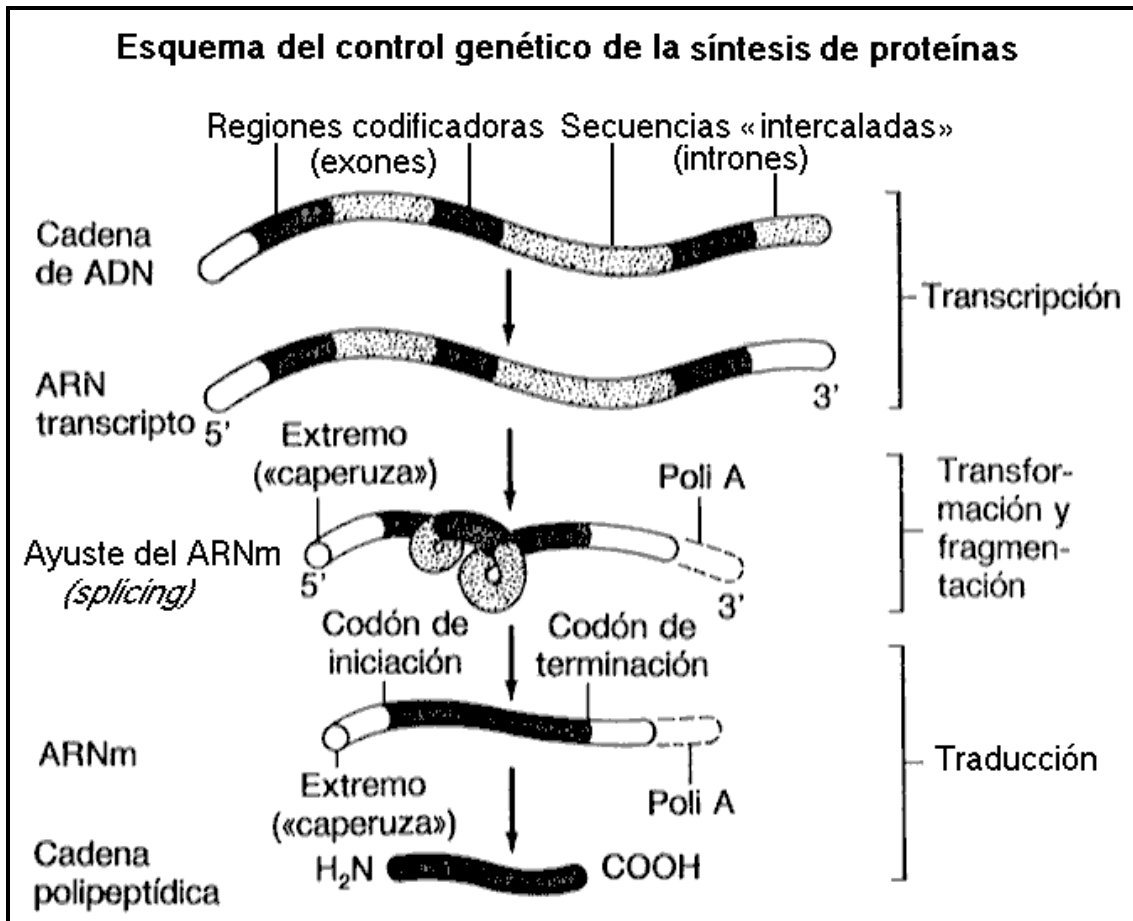 Esquema del control genético de la síntesis de proteínas
Regiones codificadoras
(exones)
Secuencias «intercaladas»
(intrones)
Cadena
de ADN
Transcripción
ARN
transcripto
5'
3'
Extremo
(«caperuza»)
Poli A
Transfor-
mación y
fragmen-
tación
Ayuste del ARNm
(splicing)
5'
3'
Codón de
iniciación
Codón de
terminación
ARNm
Extremo
(«caperuza»)
Poli A
Traducción
Cadena
polipeptídica
H₂N
COOH